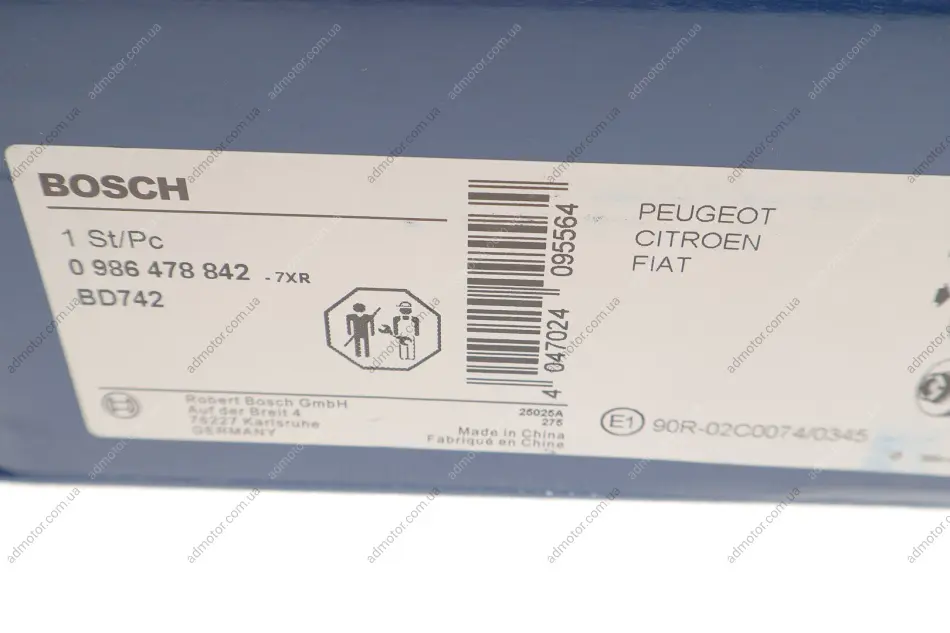 BOSCH
1 St/Pc
0 986 478 842 -7XR
BD742
Robert Bosch GmbH
Auf der Breit 4
76227 Karlsruhe
GERMANY
4 047024 095564
25025A
275
Made in China
Fabriqué en Chine
PEUGEOT
CITROEN
FIAT
E1 90R-02C0074/0345
admotor.com.ua